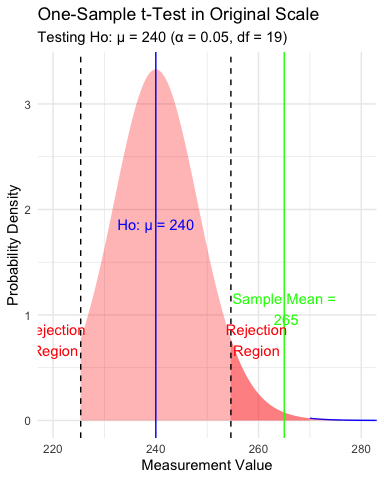 One-Sample t-Test in Original Scale
Testing Ho: μ = 240 (α = 0.05, df = 19)
Probability Density
3
2
1
0
Ho: μ = 240
Sample Mean =
265
ejection
Region
Rejection
Region
220
240
260
280
Measurement Value